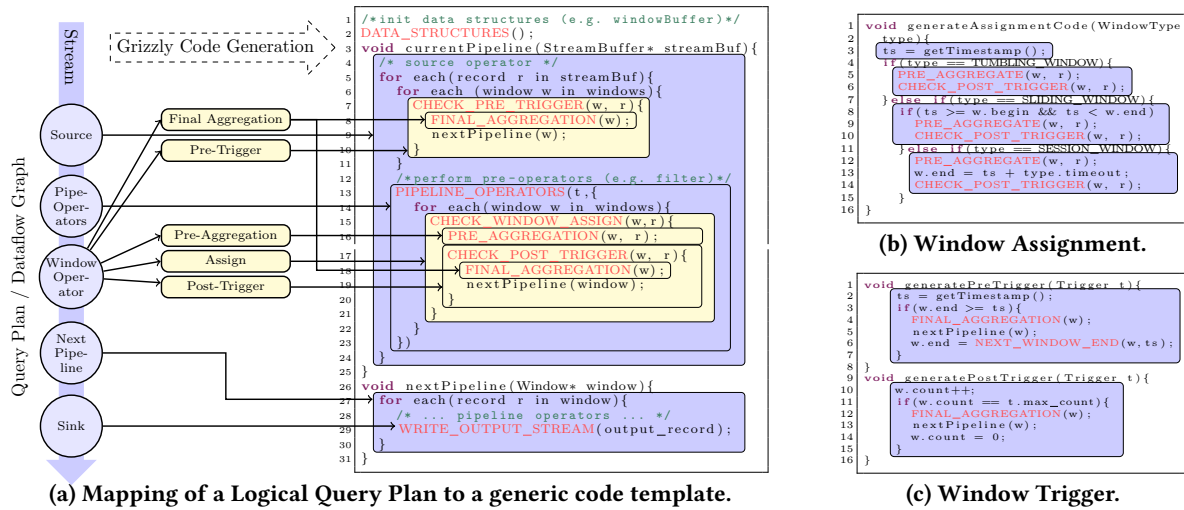 Query Plan / Dataflow Graph
Stream
Source
Pipe-
Oper-
ators
Window
Oper-
ator
Next
Pipe-
line
Sink
Grizzly Code Generation
Final Aggregation
Pre-Trigger
Pre-Aggregation
Assign
Post-Trigger
1 /*init data structures (e.g. windowBuffer)*/
2 DATA_STRUCTURES();
3 void currentPipeline(StreamBuffer* streamBuf){
4 /* source operator */
5 for each(record r in streamBuf){
6 for each (window w in windows){
7 CHECK_PRE_TRIGGER(w, r){
8 FINAL_AGGREGATION(w);
9 nextPipeline(w);
10 }
11 }
12 /*perform pre-operators (e.g. filter)*/
13 PIPELINE_OPERATORS(t,{
14 for each(window w in windows){
15 CHECK_WINDOW_ASSIGN(w,r){
16 PRE_AGGREGATION(w, r);
17 CHECK_POST_TRIGGER(w, r){
18 FINAL_AGGREGATION(w);
19 nextPipeline(window);
20 }
21 }
22 }
23 })
24 }
25 }
26 void nextPipeline(Window* window){
27 for each(record r in window){
28 /* ... pipeline operators ... */
29 WRITE_OUTPUT_STREAM(output_record);
30 }
31 }
(a) Mapping of a Logical Query Plan to a generic code template.
1 void generateAssignmentCode(WindowType
2 type){
3 ts = getTimestamp();
4 if(type == TUMBLING_WINDOW){
5 PRE_AGGREGATE(w, r);
6 CHECK_POST_TRIGGER(w, r);
7 }else if(type == SLIDING_WINDOW){
8 if(ts >= w.begin && ts < w.end)
9 PRE_AGGREGATE(w, r);
10 CHECK_POST_TRIGGER(w, r);
11 }else if(type == SESSION_WINDOW){
12 PRE_AGGREGATE(w, r);
13 w.end = ts + type.timeout;
14 CHECK_POST_TRIGGER(w, r);
15 }
16 }
(b) Window Assignment.
1 void generatePreTrigger(Trigger t){
2 ts = getTimestamp();
3 if(w.end >= ts){
4 FINAL_AGGREGATION(w);
5 nextPipeline(w);
6 w.end = NEXT_WINDOW_END(w,ts);
7 }
8 }
9 void generatePostTrigger(Trigger t){
10 w.count++;
11 if(w.count == t.max_count){
12 FINAL_AGGREGATION(w);
13 nextPipeline(w);
14 w.count = 0;
15 }
16 }
(c) Window Trigger.